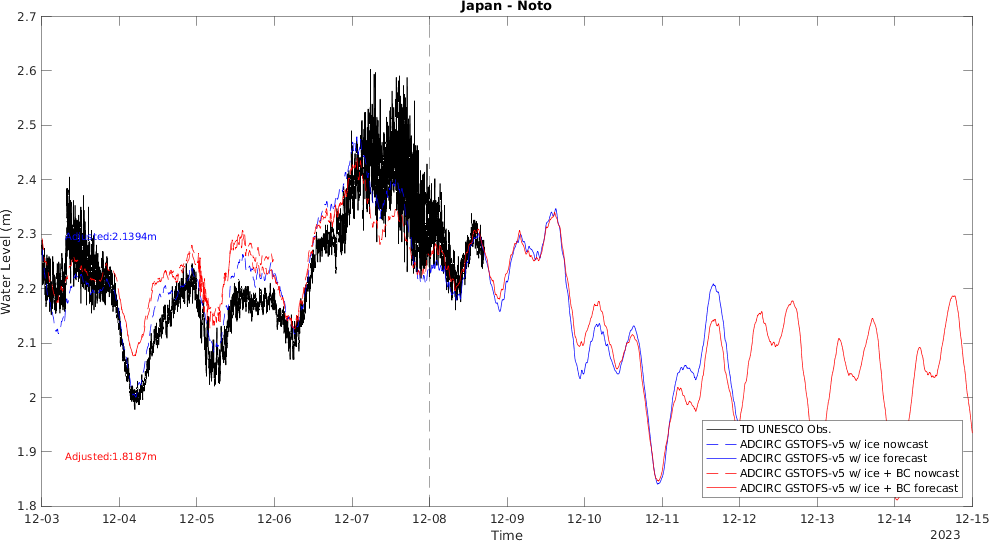 Japan - Noto
2.7
2.6
2.5
2.4
2.3
2.2
2.1
2
1.9
1.8
Water Level (m)
Adjusted:2.1394m
Adjusted:1.8187m
TD UNESCO Obs.
ADCIRC GSTOFS-v5 w/ ice nowcast
ADCIRC GSTOFS-v5 w/ ice forecast
ADCIRC GSTOFS-v5 w/ ice + BC nowcast
ADCIRC GSTOFS-v5 w/ ice + BC forecast
12-03 12-04 12-05 12-06 12-07 12-08 12-09 12-10 12-11 12-12 12-13 12-14 12-15
Time
2023